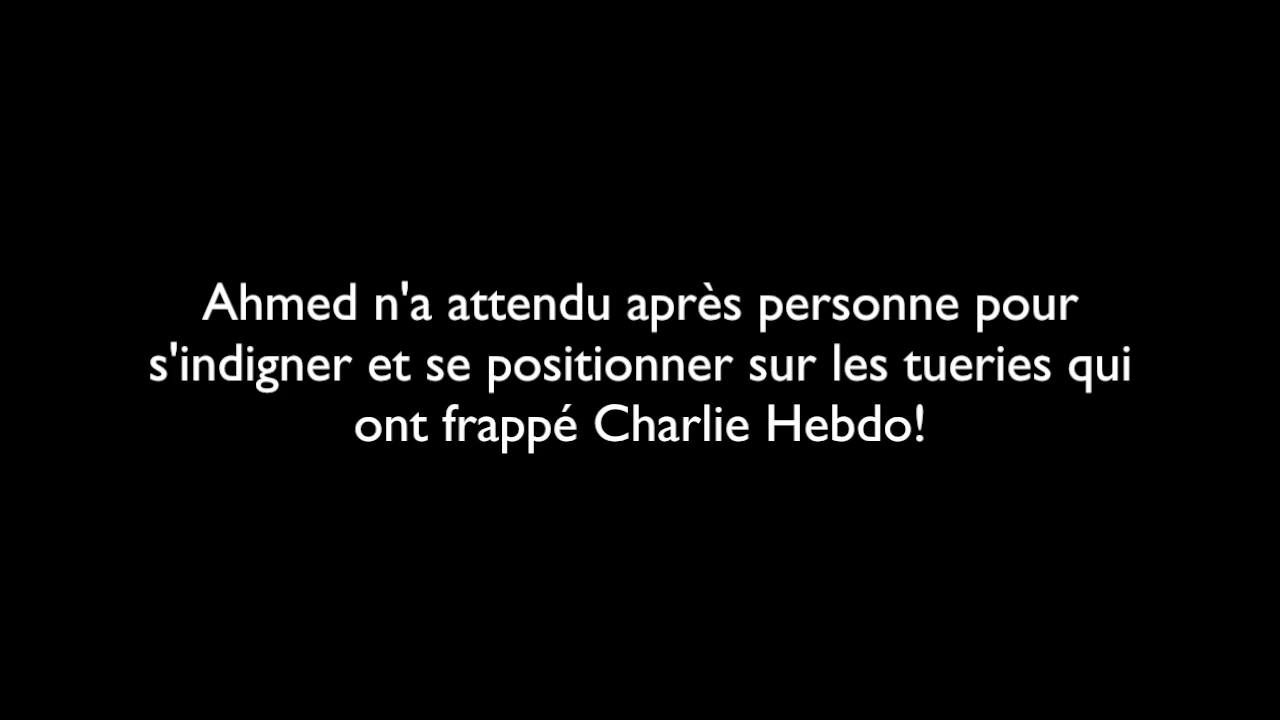 Ahmed n'a attendu après personne pour
s'indigner et se positionner sur les tueries qui
ont frappé Charlie Hebdo!